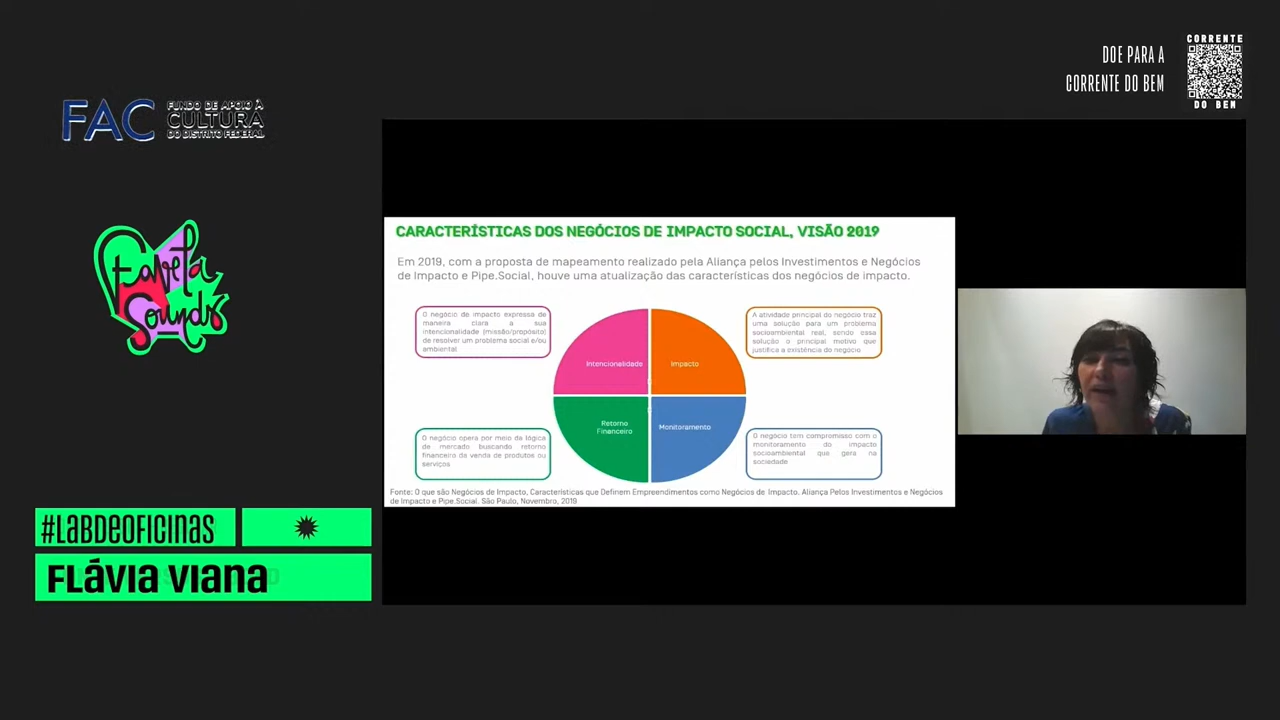 DOE PARA A
CORRENTE DO BEM
CORRENTE
DO BEM
FAC
FUNDO DE APOIO À
CULTURA
DO DISTRITO FEDERAL
favela
Sounds
CARACTERÍSTICAS DOS NEGÓCIOS DE IMPACTO SOCIAL, VISÃO 2019
Em 2019, com a proposta de mapeamento realizado pela Aliança pelos Investimentos e Negócios
de Impacto e Pipe.Social, houve uma atualização das características dos negócios de impacto.
O negócio de impacto expressa de
maneira clara a sua
intencionalidade (missão/propósito)
de resolver um problema social e/ou
ambiental
Intencionalidade
Impacto
A atividade principal do negócio traz
uma solução para um problema
socioambiental real, sendo essa
solução o principal motivo que
justifica a existência do negócio
O negócio opera por meio da lógica
de mercado buscando retorno
financeiro da venda de produtos ou
serviços
Retorno
Financeiro
Monitoramento
O negócio tem compromisso com o
monitoramento do impacto
socioambiental que gera na
sociedade
Fonte: O que são Negócios de Impacto, Características que Definem Empreendimentos como Negócios de Impacto. Aliança Pelos Investimentos e Negócios
de Impacto e Pipe.Social. São Paulo, Novembro, 2019
#LABDEOFICINAS
FLÁVIA VIANA